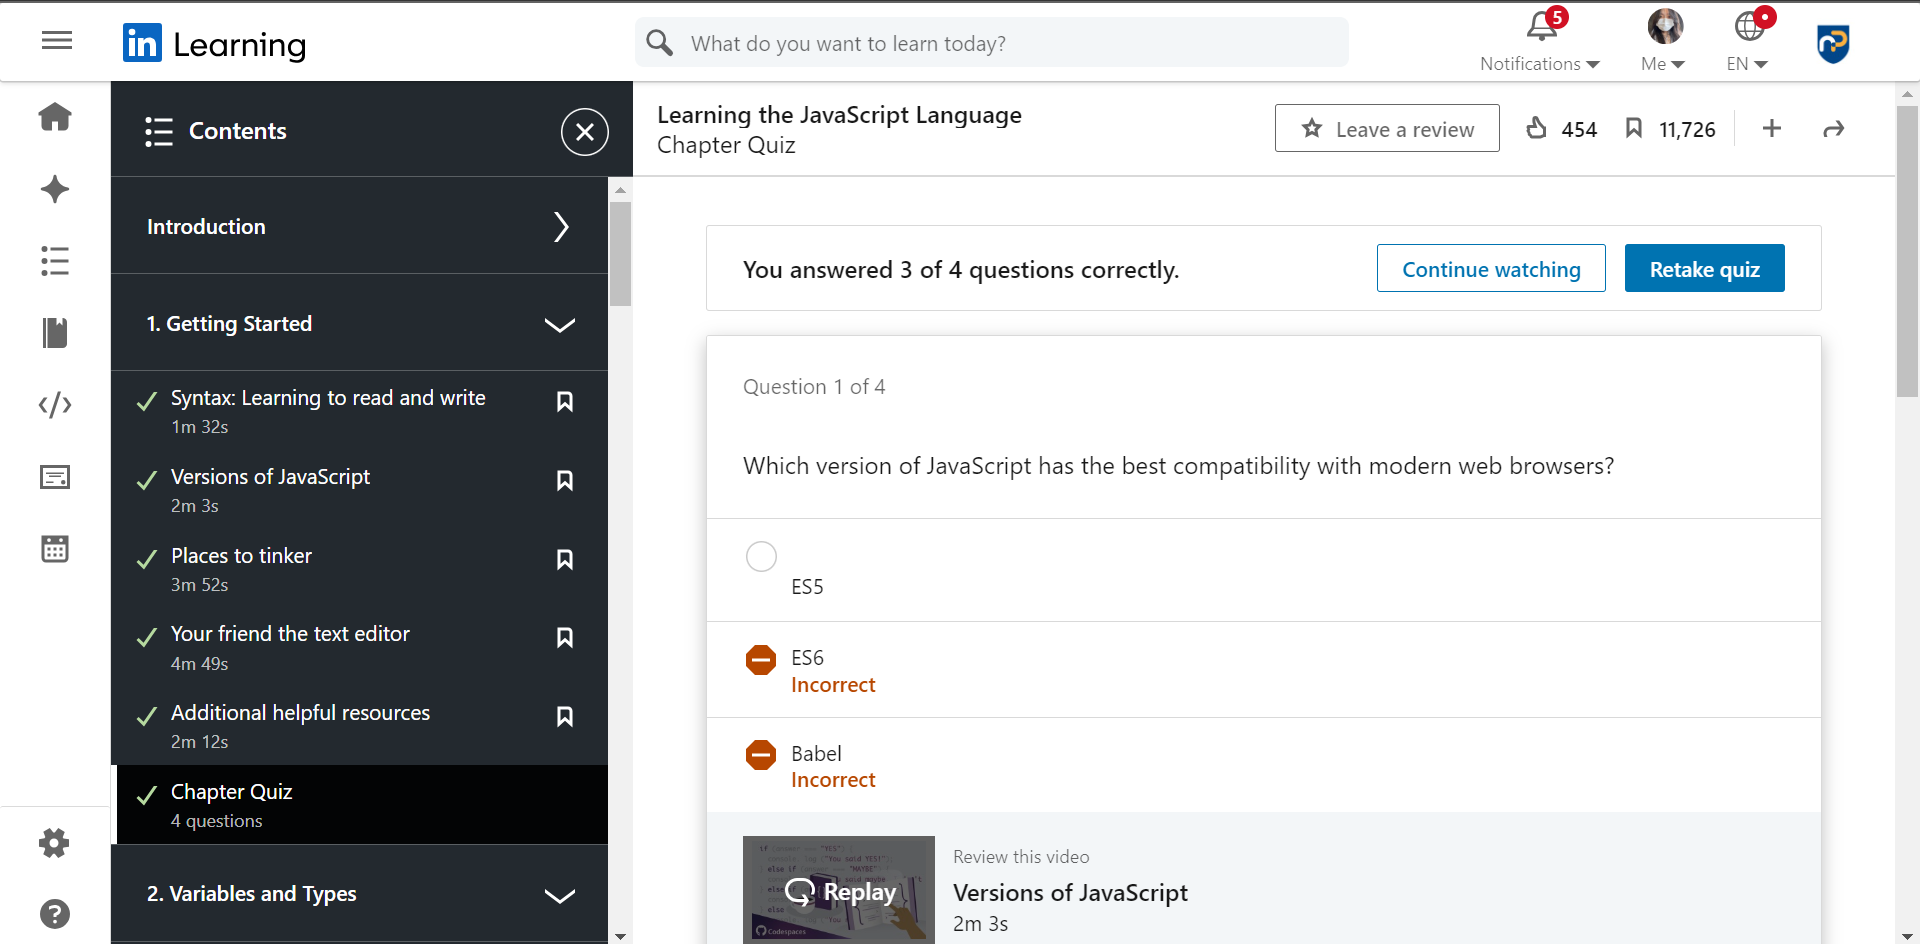 in Learning
What do you want to learn today?
5
Notifications
Me
EN
Contents
Introduction
1. Getting Started
Syntax: Learning to read and write
1m 32s
Versions of JavaScript
2m 3s
Places to tinker
3m 52s
Your friend the text editor
4m 49s
Additional helpful resources
2m 12s
Chapter Quiz
4 questions
2. Variables and Types
Learning the JavaScript Language
Chapter Quiz
Leave a review
454
11,726
You answered 3 of 4 questions correctly.
Continue watching
Retake quiz
Question 1 of 4
Which version of JavaScript has the best compatibility with modern web browsers?
ES5
ES6
Incorrect
Babel
Incorrect
Replay
Codespaces
Review this video
Versions of JavaScript
2m 3s